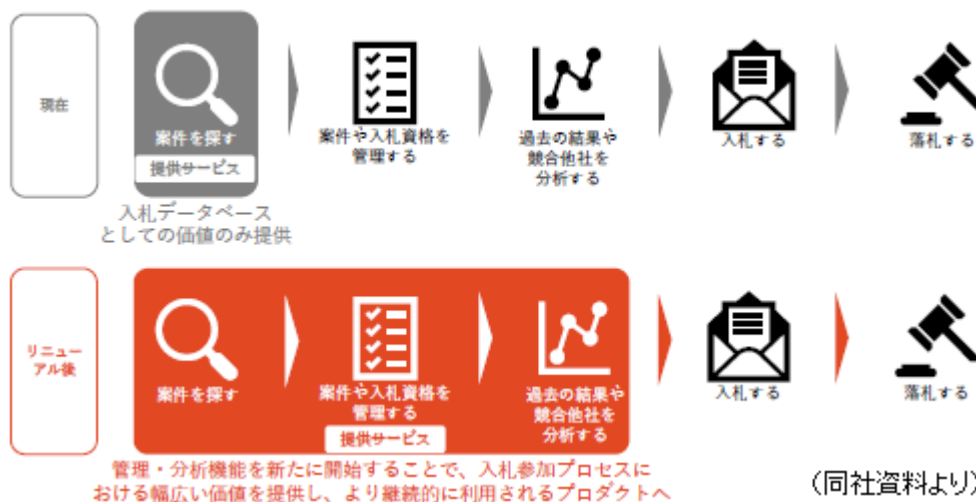 現在
案件を探す
提供サービス
案件や入札資格を
管理する
過去の結果や
競合他社を
分析する
入札する
落札する
入札データベース
としての価値のみ提供
リニュー
アル後
案件を探す
案件や入札資格を
管理する
提供サービス
過去の結果や
競合他社を
分析する
入札する
落札する
管理・分析機能を新たに開始することで、入札参加プロセスに
おける幅広い価値を提供し、より継続的に利用されるプロダクトへ
(同社資料より)